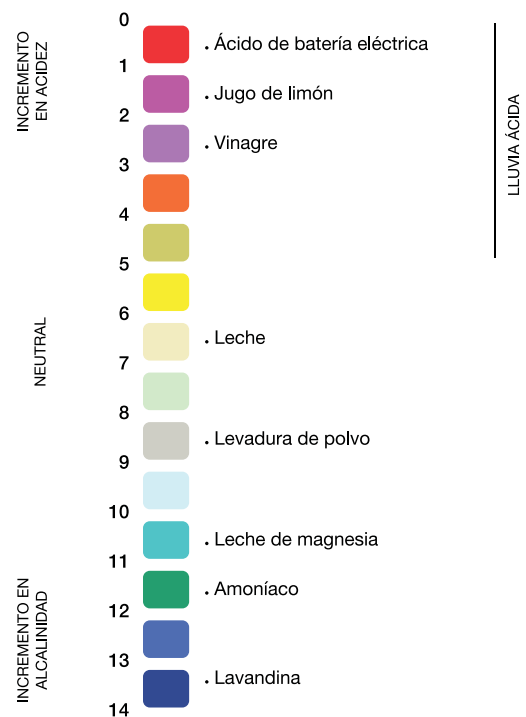 0
INCREMENTO
EN ACIDEZ
. Ácido de batería eléctrica
1
. Jugo de limón
2
. Vinagre
3
LLUVIA ÁCIDA
4
5
6
NEUTRAL
. Leche
7
8
. Levadura de polvo
9
10
. Leche de magnesia
11
. Amoníaco
12
INCREMENTO EN
ALCALINIDAD
13
. Lavandina
14